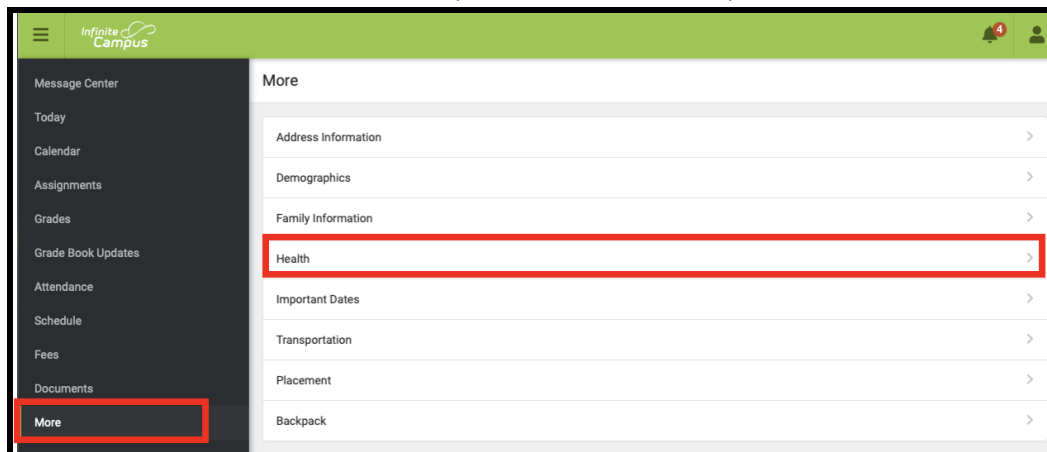 Infinite
Campus
4
Message Center
Today
Calendar
Assignments
Grades
Grade Book Updates
Attendance
Schedule
Fees
Documents
More
More
Address Information
Demographics
Family Information
Health
Important Dates
Transportation
Placement
Backpack